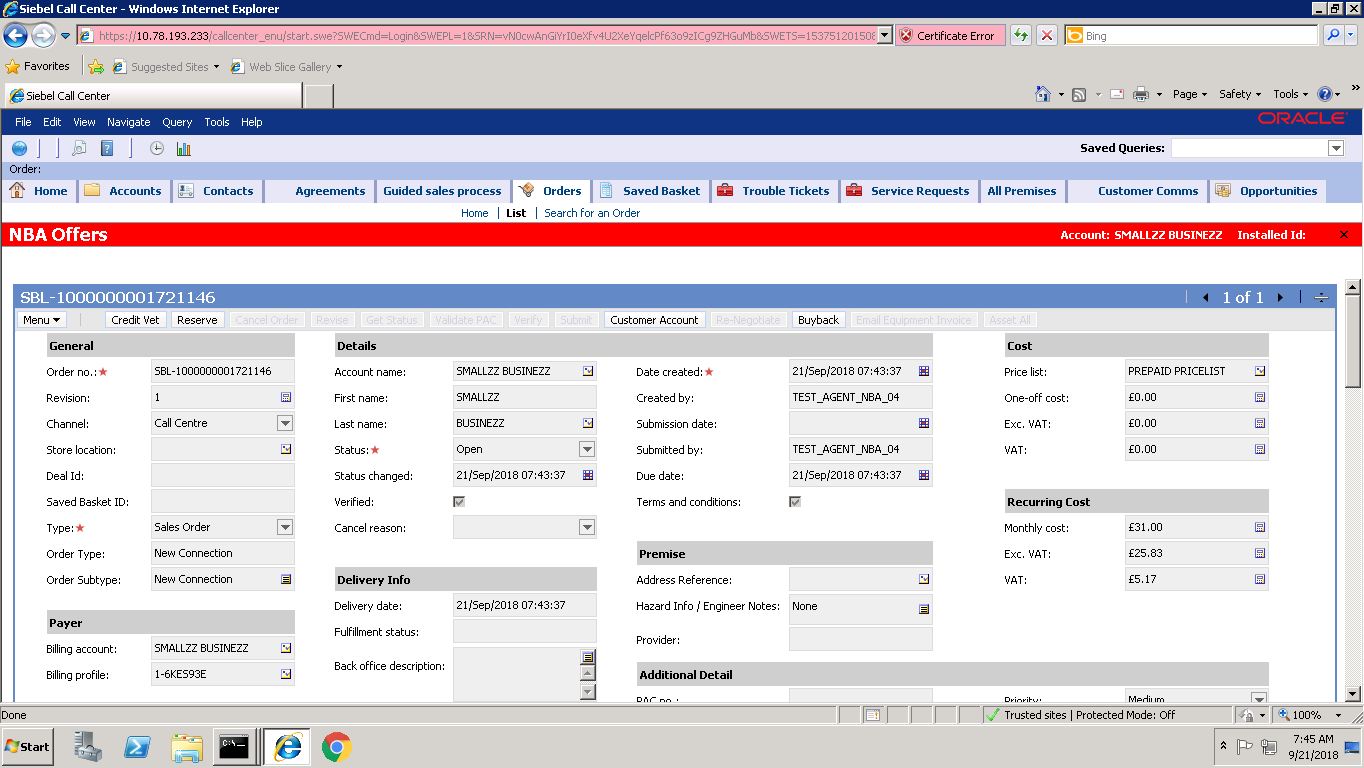 Siebel Call Center - Windows Internet Explorer
https://10.78.193.233/callcenter_enu/start.swe?SWECmd=Login&SWEPL=1&SRN=vN0cwAnGiYrI0eXfv4U2XeYqelcPf63o9zICg9ZHGuMb&SWETS=153751201508 Certificate Error Bing
Favorites Suggested Sites Web Slice Gallery
Siebel Call Center Page Safety Tools
File Edit View Navigate Query Tools Help ORACLE
Saved Queries:
Order:
Home Accounts Contacts Agreements Guided sales process Orders Saved Basket Trouble Tickets Service Requests All Premises Customer Comms Opportunities
Home List Search for an Order
NBA Offers Account: SMALLZZ BUSINEZZ Installed Id:
SBL-1000000001721146 1 of 1
Menu Credit Vet Reserve Cancel Order Revise Get Status Validate PAC Verify Submit Customer Account Re-Negotiate Buyback Email Equipment Invoice Asset All
General Details Cost
Order no.: SBL-1000000001721146 Account name: SMALLZZ BUSINEZZ Date created: 21/Sep/2018 07:43:37 Price list: PREPAID PRICELIST
Revision: 1 First name: SMALLZZ Created by: TEST_AGENT_NBA_04 One-off cost: £0.00
Channel: Call Centre Last name: BUSINEZZ Submission date: Exc. VAT: £0.00
Store location: Status: Open Submitted by: TEST_AGENT_NBA_04 VAT: £0.00
Deal Id: Status changed: 21/Sep/2018 07:43:37 Due date: 21/Sep/2018 07:43:37
Saved Basket ID: Verified: Terms and conditions: Recurring Cost
Type: Sales Order Cancel reason: Monthly cost: £31.00
Order Type: New Connection Premise Exc. VAT: £25.83
Order Subtype: New Connection Delivery Info Address Reference: VAT: £5.17
Delivery date: 21/Sep/2018 07:43:37 Hazard Info / Engineer Notes: None
Payer Fulfillment status: Provider:
Billing account: SMALLZZ BUSINEZZ Back office description:
Billing profile: 1-6KES93E Additional Detail
PAC no.: Priority: Medium
Done Trusted sites | Protected Mode: Off 100%
Start 7:45 AM
9/21/2018